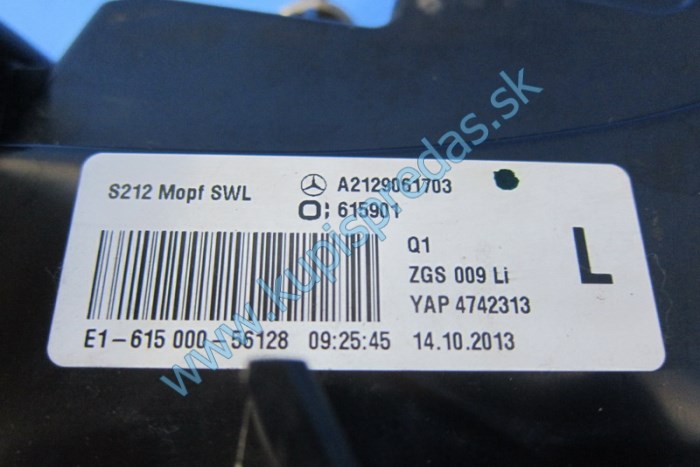 S212 Mopf SWL A2129061703
O: 615901
Q1
ZGS 009 Li
L
YAP 4742313
E1-615 000-56128 09:25:45 14.10.2013
www.kupispredas.sk